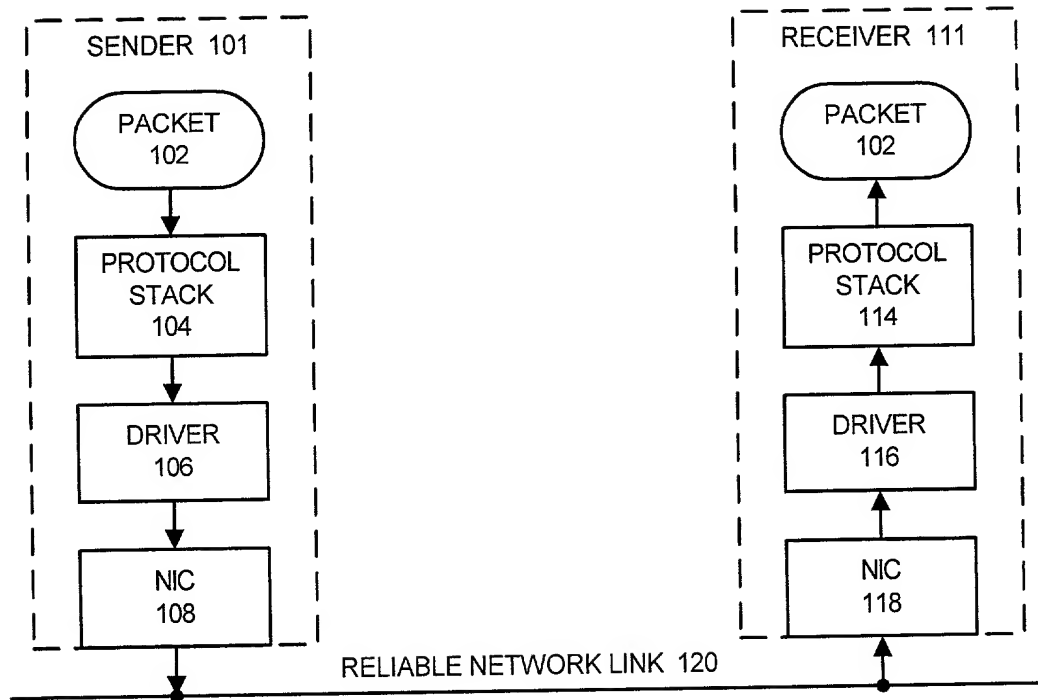 SENDER 101
PACKET
102
PROTOCOL
STACK
104
DRIVER
106
NIC
108
RECEIVER 111
PACKET
102
PROTOCOL
STACK
114
DRIVER
116
NIC
118
RELIABLE NETWORK LINK 120